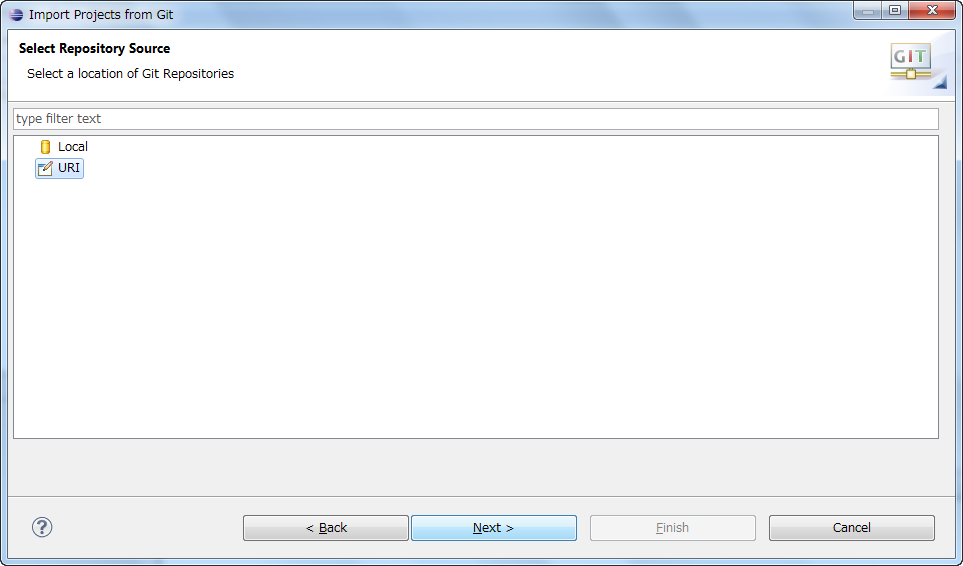 Import Projects from Git
Select Repository Source
Select a location of Git Repositories
GIT
type filter text
Local
URI
?
< Back
Next >
Finish
Cancel